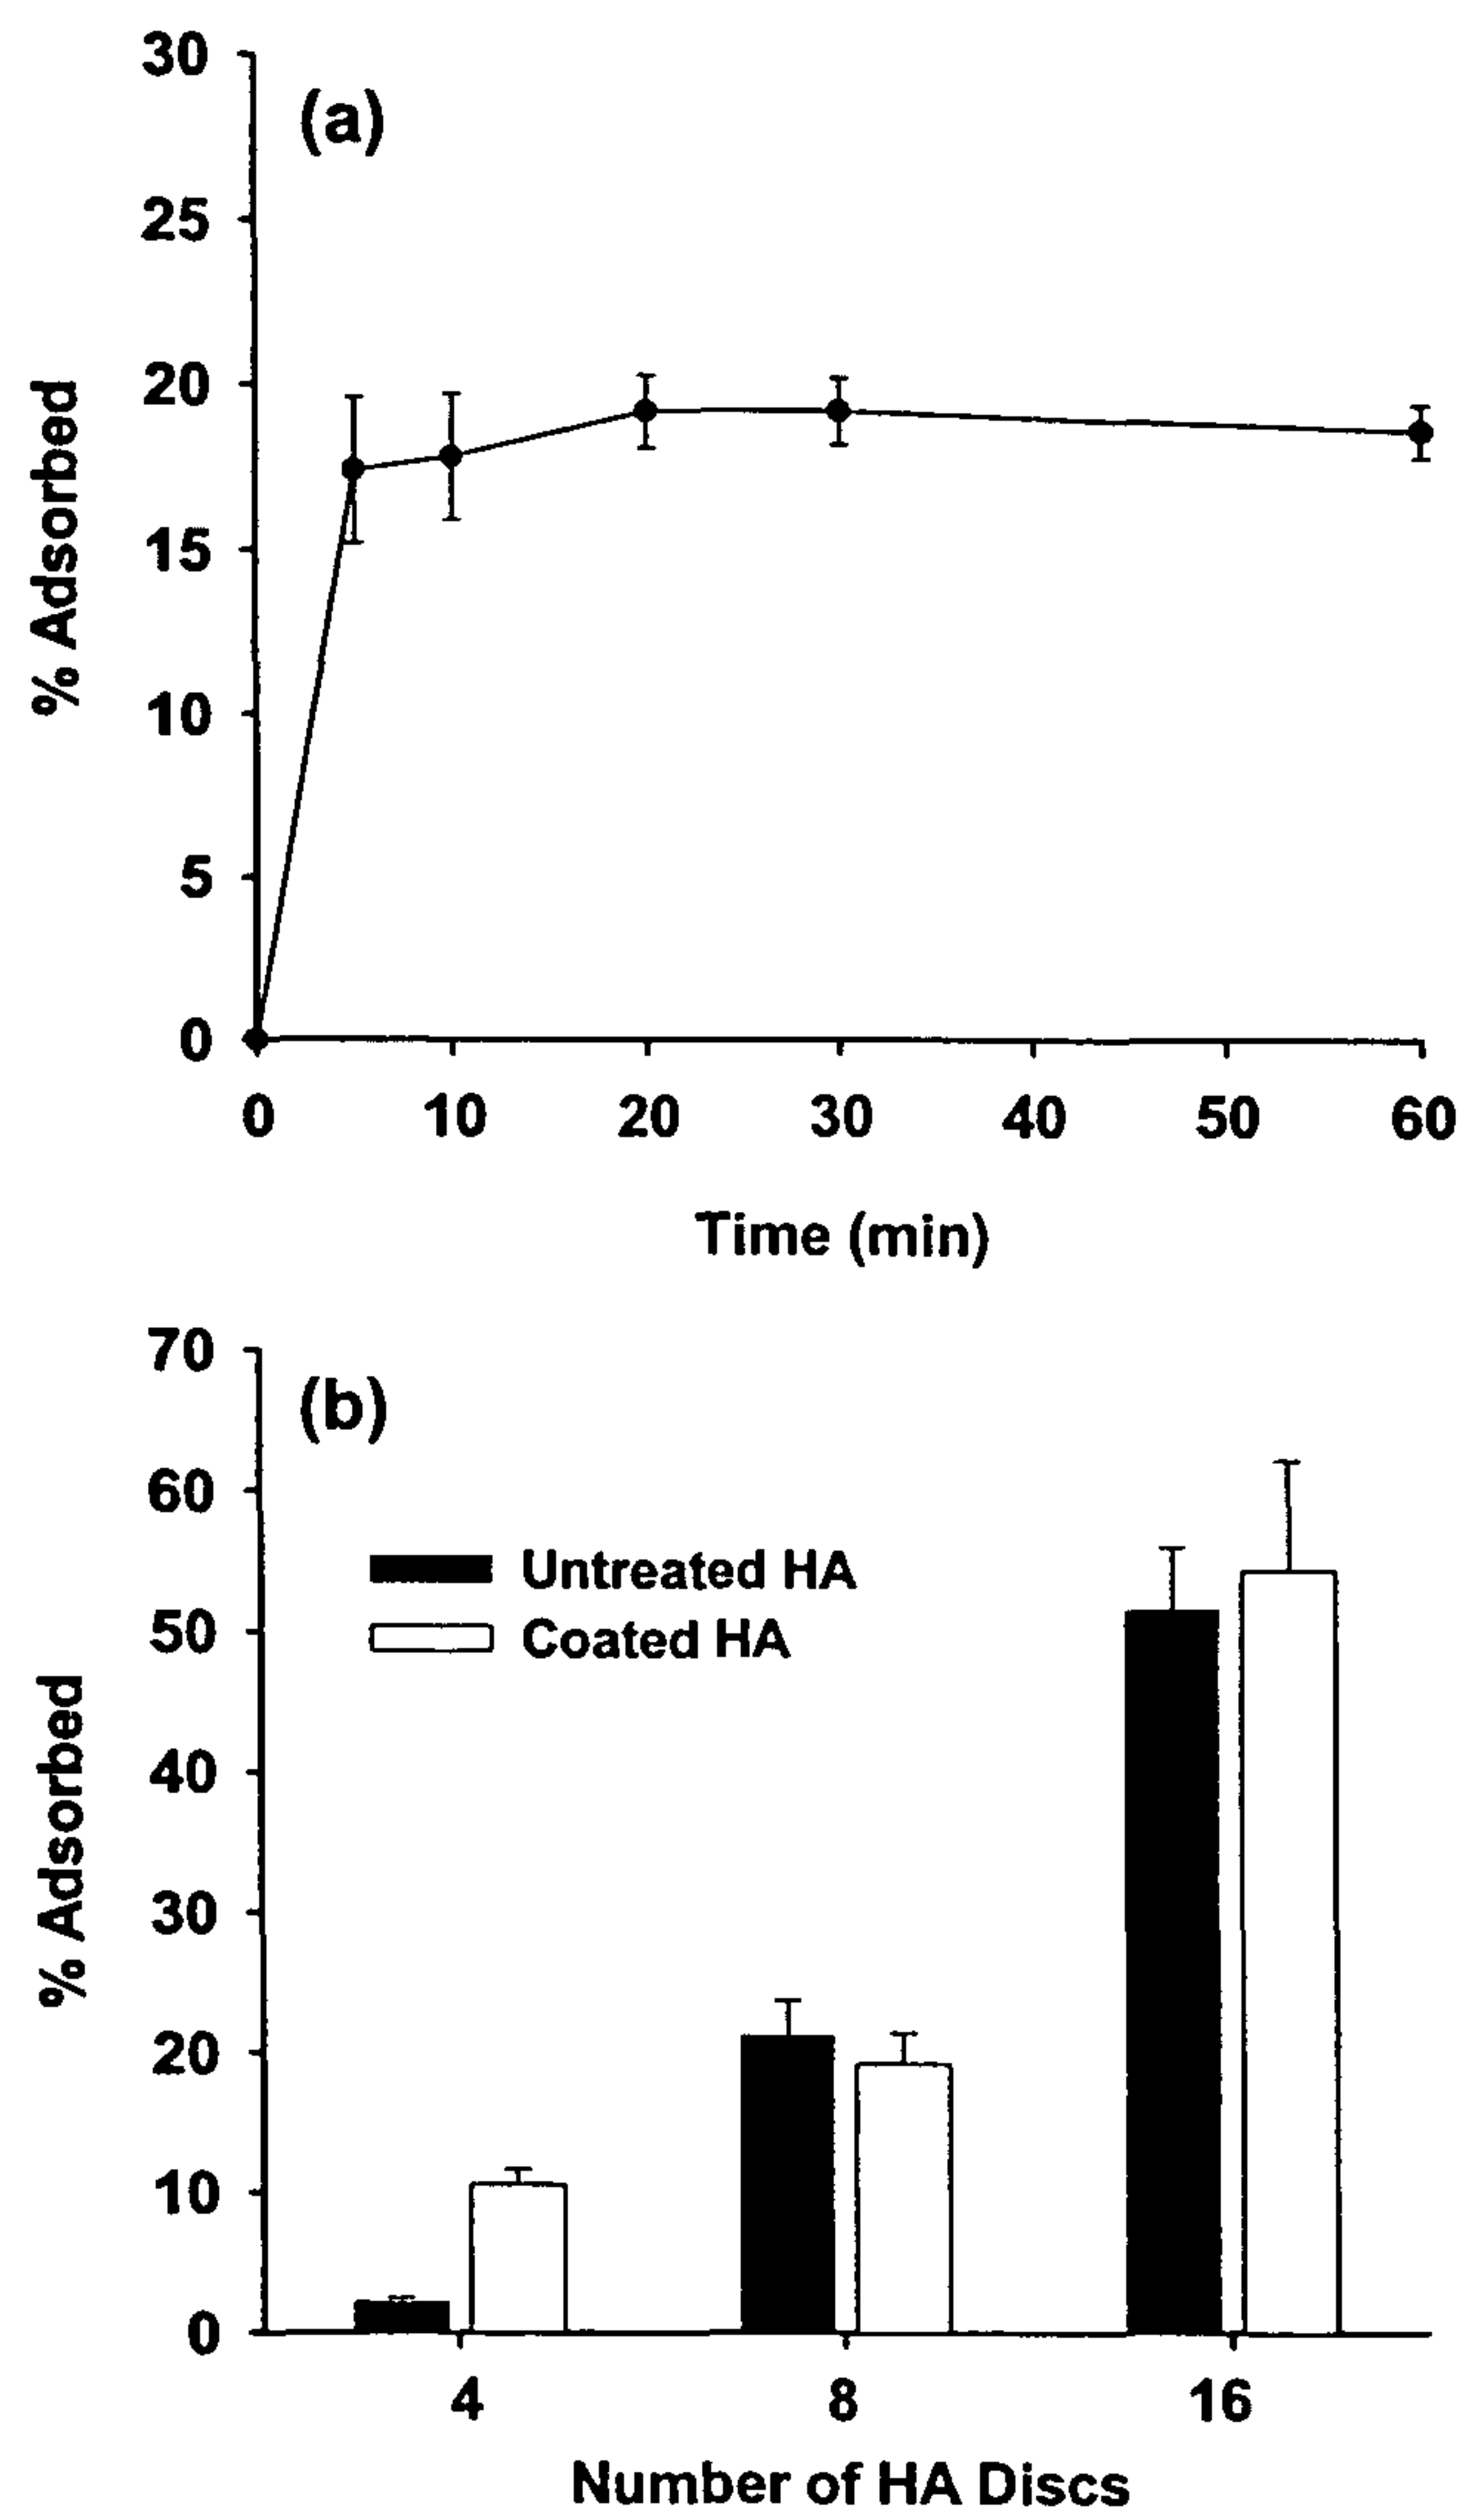 30
(a)
25
20
15
10
5
0
% Adsorbed
0 10 20 30 40 50 60
Time (min)
70
(b)
60
Untreated HA
50
Coated HA
40
30
20
10
0
% Adsorbed
4 8 16
Number of HA Discs